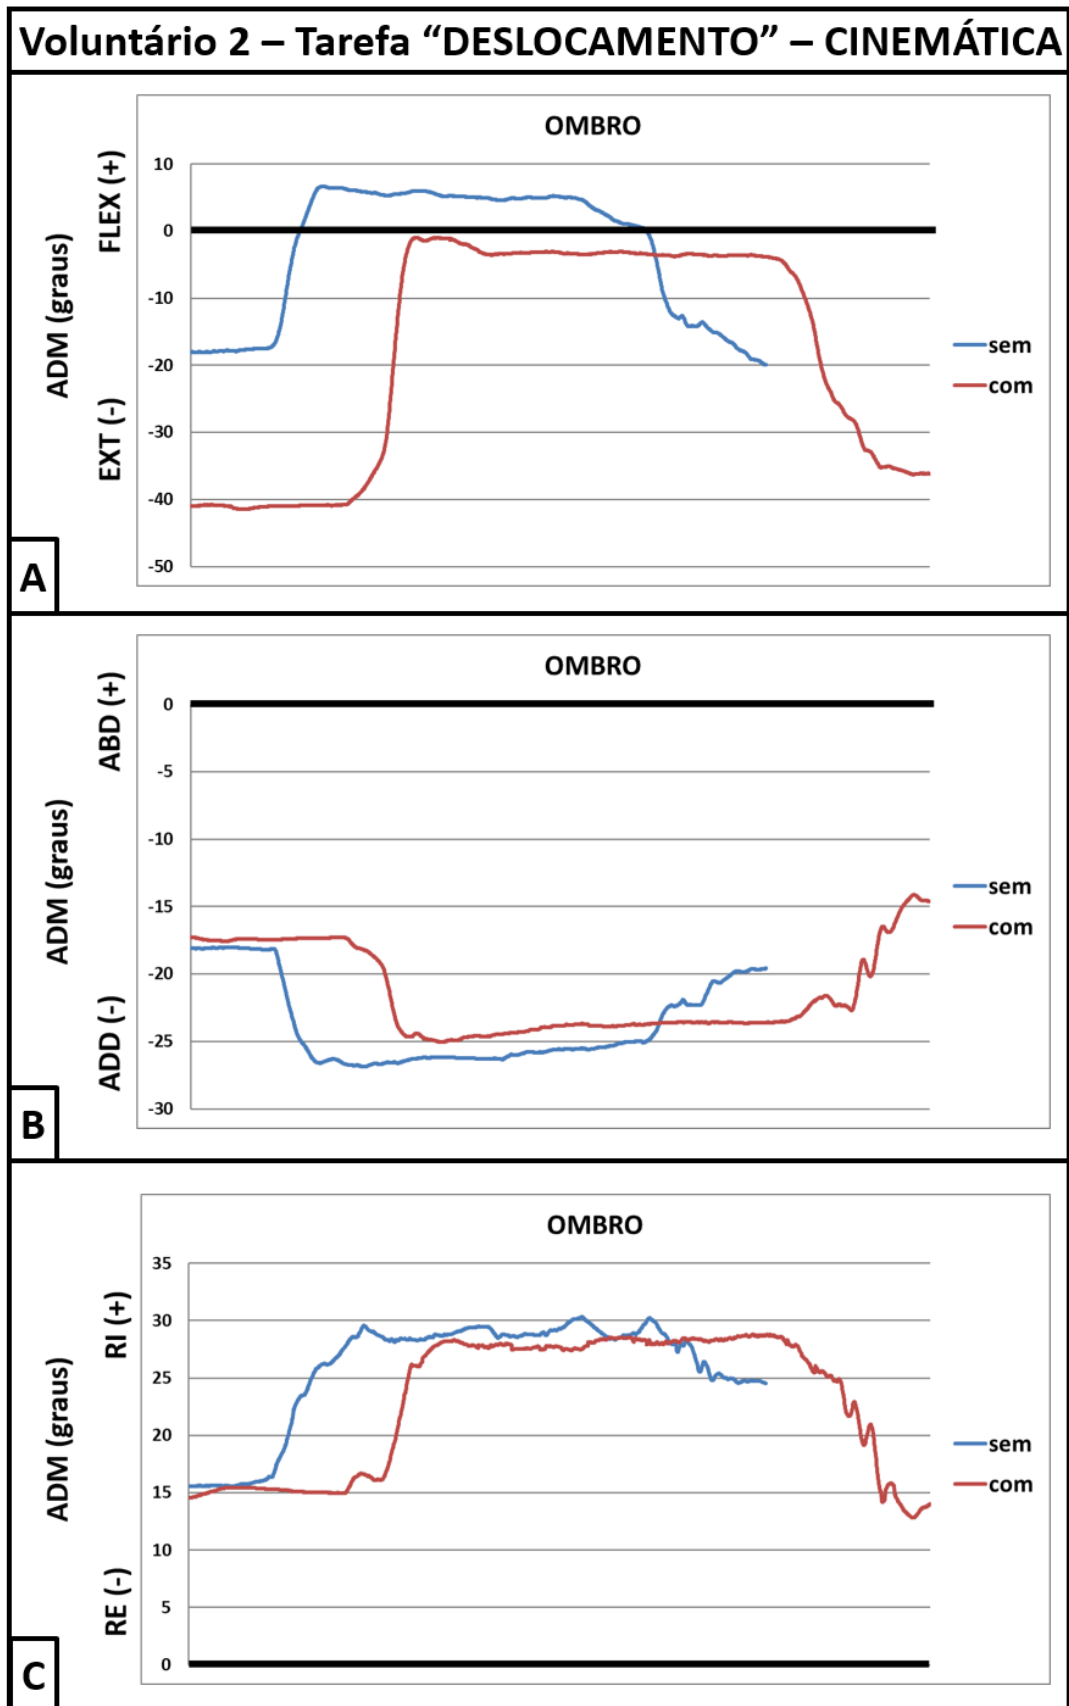 Voluntário 2 – Tarefa “DESLOCAMENTO” – CINEMÁTICA
OMBRO
ADM (graus)
EXT (-)
FLEX (+)
10
0
-10
-20
-30
-40
-50
sem
com
A
OMBRO
ADM (graus)
ADD (-)
ABD (+)
0
-5
-10
-15
-20
-25
-30
sem
com
B
OMBRO
ADM (graus)
RE (-)
RI (+)
35
30
25
20
15
10
5
0
sem
com
C